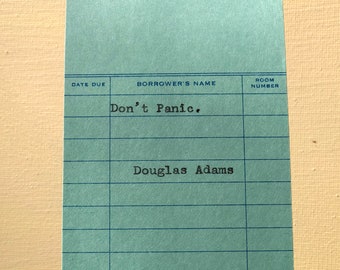 DATE DUE BORROWER'S NAME ROOM NUMBER
Don't Panic.
Douglas Adams